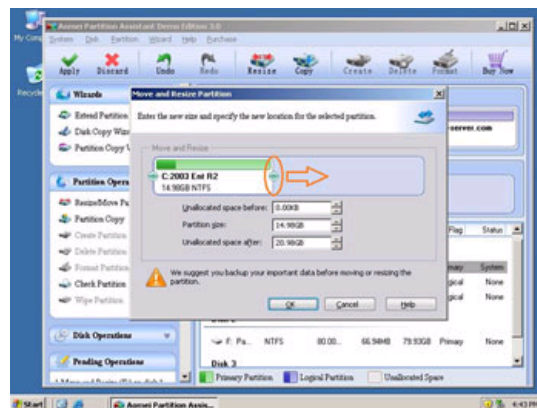 Aomei Partition Assistant Demo Edition 3.0
My Comp
System Disk Partition Wizard Help Purchase
Apply Discard Undo Redo Resize Copy Create Delete Format Buy Now
Recycle
Wizards
Extend Partition
Disk Copy Wiz
Partition Copy
Partition Opera
Resize/Move Pa
Partition Copy
Create Partition
Delete Partition
Format Partition
Check Partition
Wipe Partition
Disk Operations
Pending Operations
Move and Resize Partition
Enter the new size and specify the new location for the selected partition.
Move and Resize
C:2003 Ent R2
14.98GB NTFS
Unallocated space before: 0.00KB
Partition size: 14.98GB
Unallocated space after: 20.98GB
We suggest you backup your important data before moving or resizing the
partition.
OK Cancel Help
-server.com
Flag Status
mary System
gical None
gical None
F: Pa... NTFS 80.00... 66.94MB 79.93GB Primary None
Disk 3
Primary Partition Logical Partition Unallocated Space
Start Aomei Partition Assis... 4:43 PM